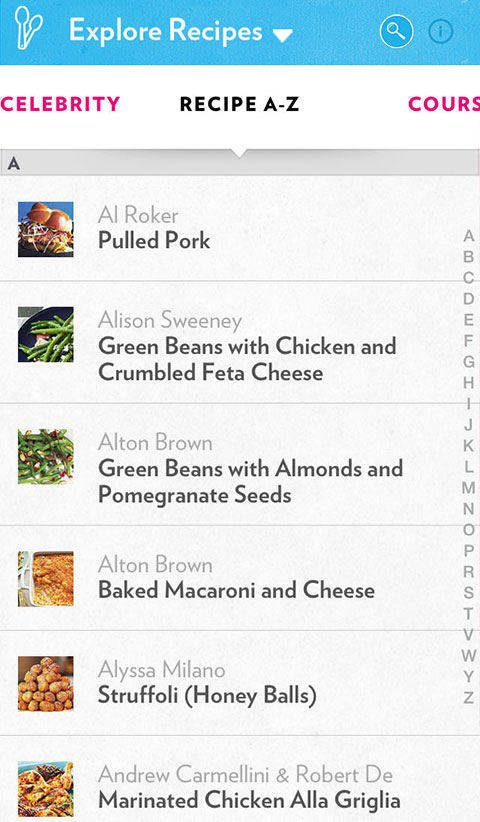 Explore Recipes
i
CELEBRITY RECIPE A-Z COURS
A
Al Roker
Pulled Pork
Alison Sweeney
Green Beans with Chicken and
Crumbled Feta Cheese
Alton Brown
Green Beans with Almonds and
Pomegranate Seeds
Alton Brown
Baked Macaroni and Cheese
Alyssa Milano
Struffoli (Honey Balls)
Andrew Carmellini & Robert De
Marinated Chicken Alla Griglia
A
B
C
D
E
F
G
H
I
J
K
L
M
N
O
P
R
S
T
V
W
Y
Z